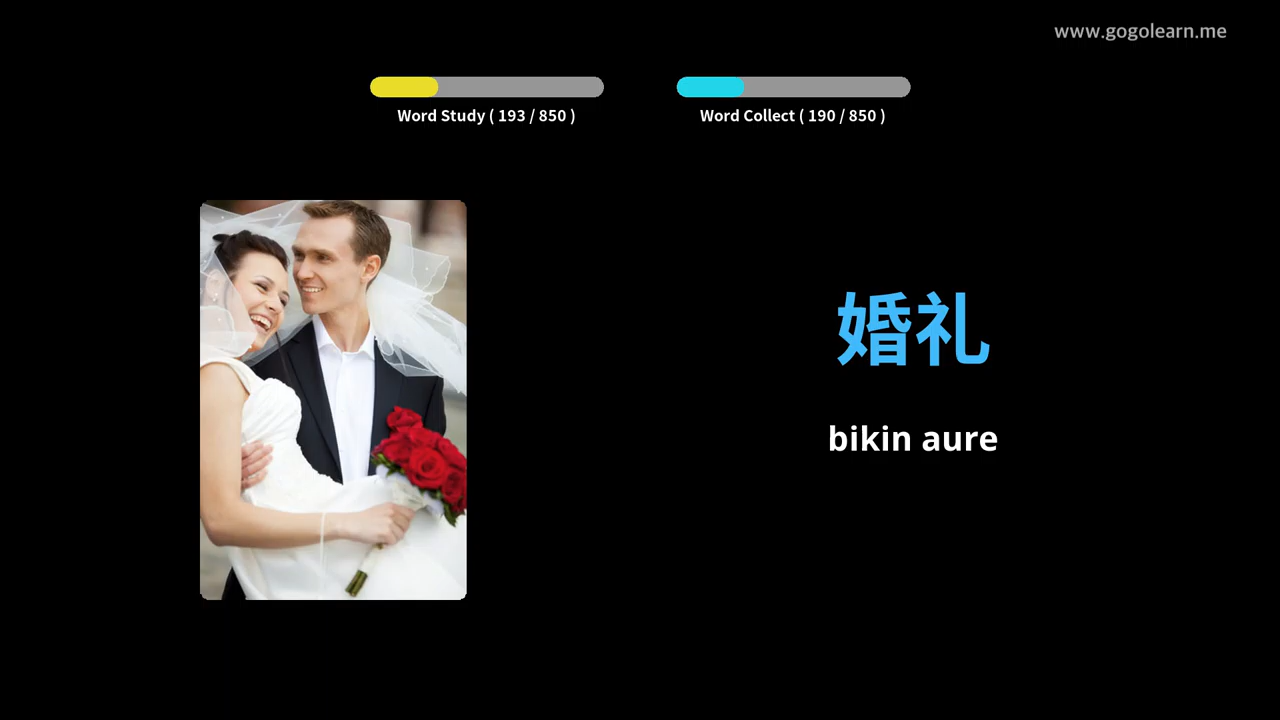 www.gogolearn.me
Word Study ( 193 / 850 )
Word Collect ( 190 / 850 )
婚礼
bikin aure